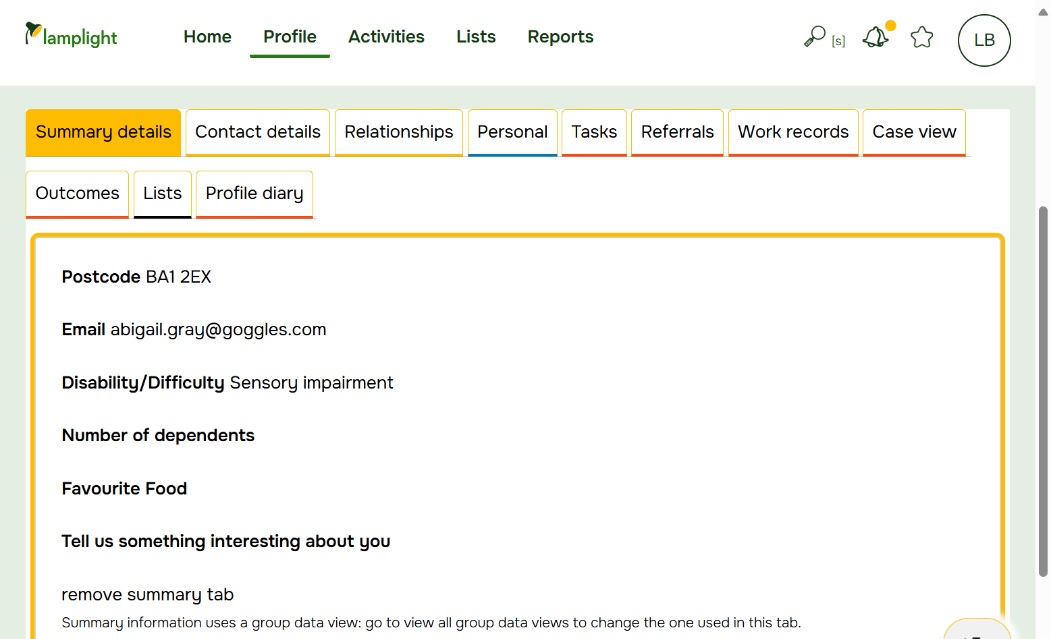 lamplight Home Profile Activities Lists Reports [s] LB
Summary details Contact details Relationships Personal Tasks Referrals Work records Case view
Outcomes Lists Profile diary
Postcode BA1 2EX
Email abigail.gray@goggles.com
Disability/Difficulty Sensory impairment
Number of dependents
Favourite Food
Tell us something interesting about you
remove summary tab
Summary information uses a group data view: go to view all group data views to change the one used in this tab.